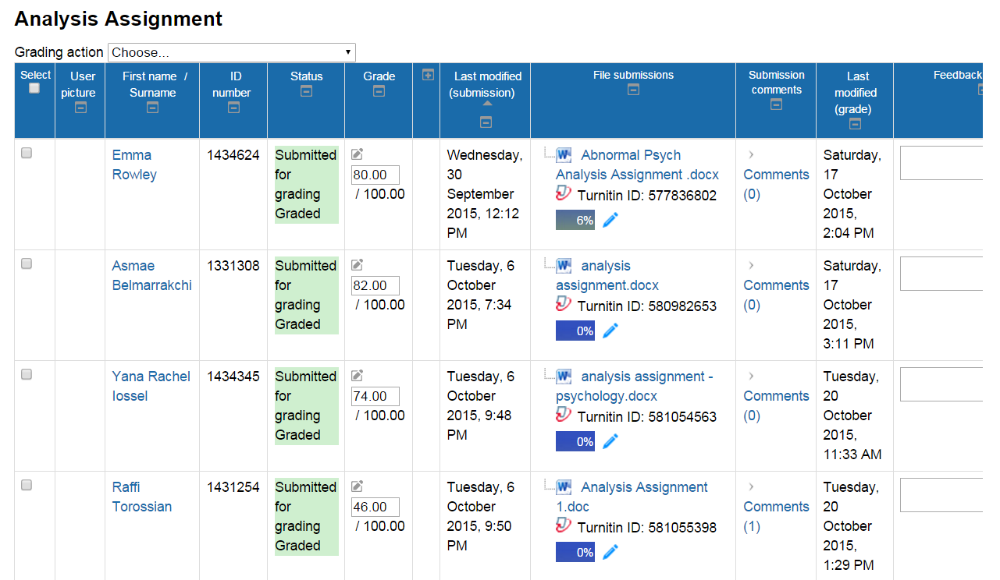 Analysis Assignment
Grading action Choose...
Select
User
picture
First name /
Surname
ID
number
Status
Grade
Last modified
(submission)
File submissions
Submission
comments
Last
modified
(grade)
Feedback
Emma
Rowley
1434624
Submitted
for
grading
Graded
80.00
/ 100.00
Wednesday,
30
September
2015, 12:12
PM
Abnormal Psych
Analysis Assignment .docx
Turnitin ID: 577836802
6%
Comments
(0)
Saturday,
17
October
2015,
2:04 PM
Asmae
Belmarrakchi
1331308
Submitted
for
grading
Graded
82.00
/ 100.00
Tuesday, 6
October
2015, 7:34
PM
analysis
assignment.docx
Turnitin ID: 580982653
0%
Comments
(0)
Saturday,
17
October
2015,
3:11 PM
Yana Rachel
Iossel
1434345
Submitted
for
grading
Graded
74.00
/ 100.00
Tuesday, 6
October
2015, 9:48
PM
analysis assignment -
psychology.docx
Turnitin ID: 581054563
0%
Comments
(0)
Tuesday,
20
October
2015,
11:33 AM
Raffi
Torossian
1431254
Submitted
for
grading
Graded
46.00
/ 100.00
Tuesday, 6
October
2015, 9:50
PM
Analysis Assignment
1.doc
Turnitin ID: 581055398
0%
Comments
(1)
Tuesday,
20
October
2015,
1:29 PM